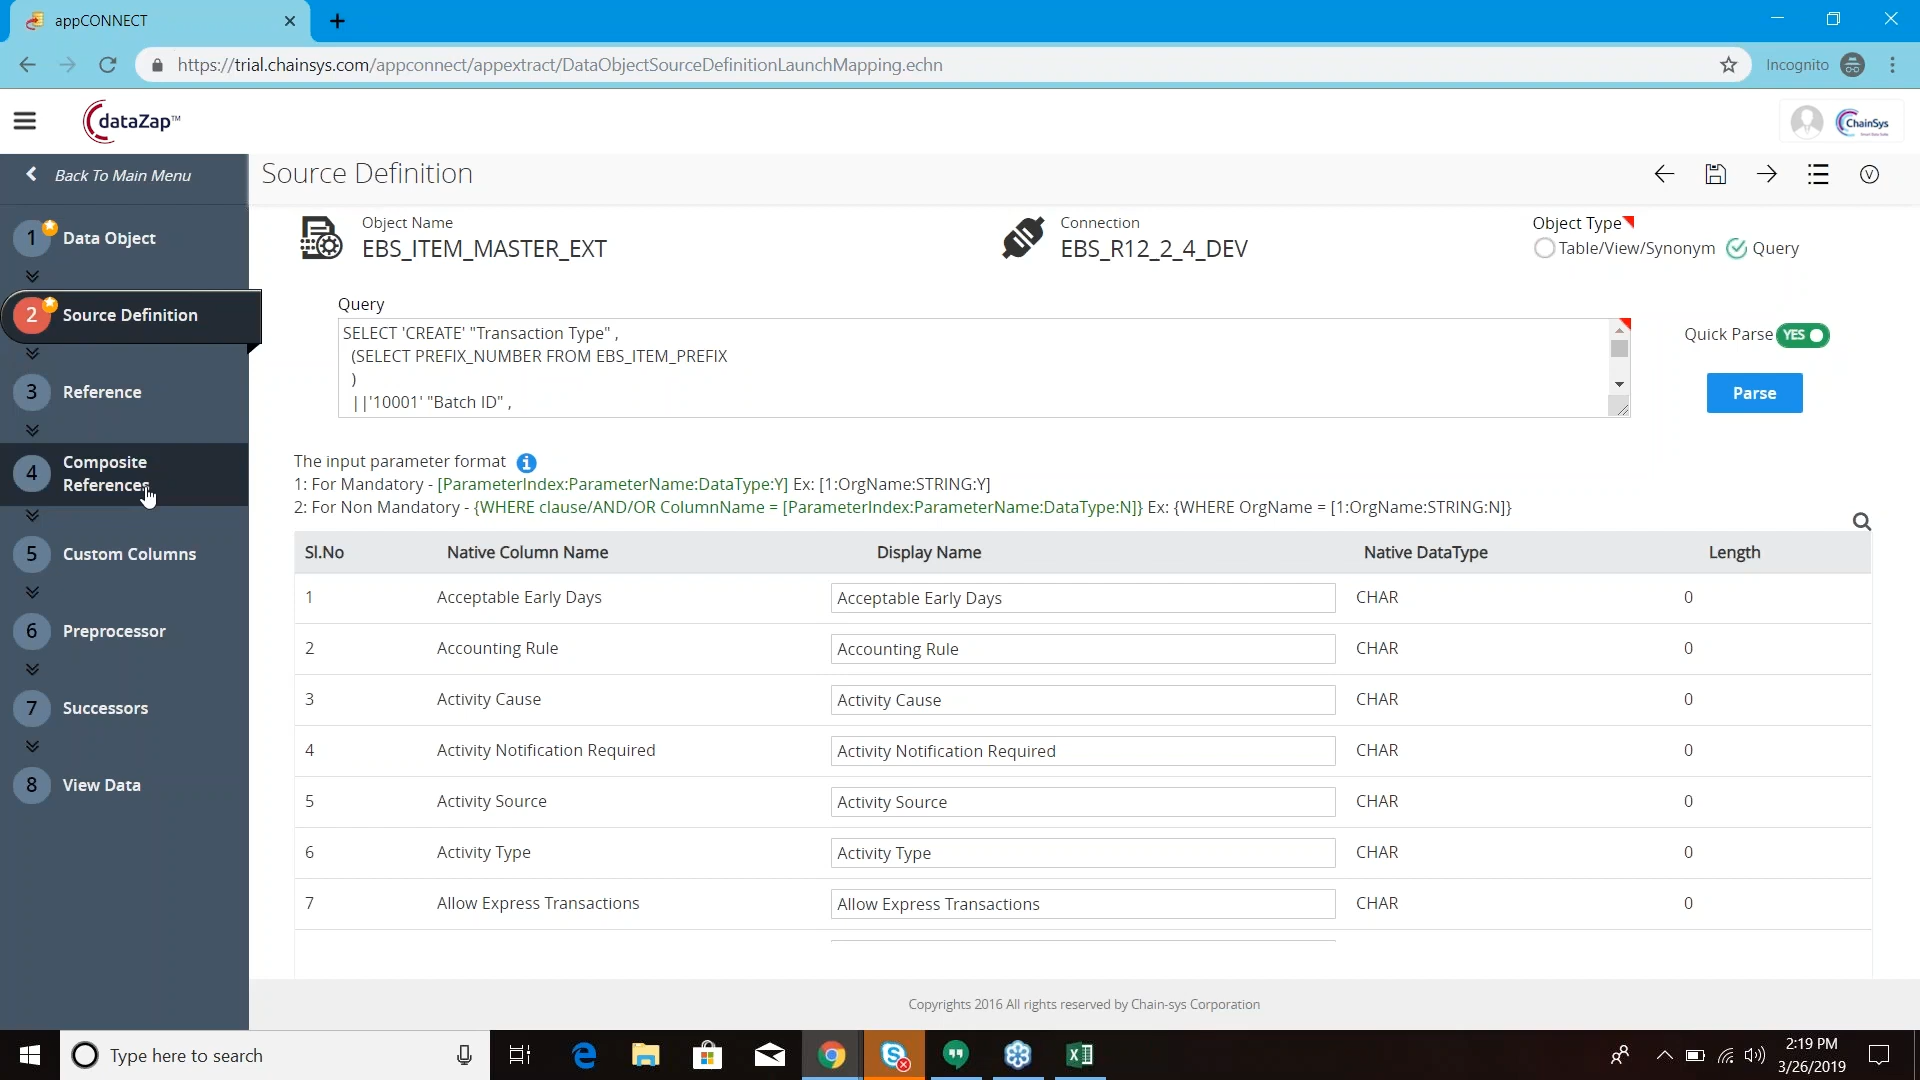 appCONNECT
https://trial.chainsys.com/appconnect/appextract/DataObjectSourceDefinitionLaunchMapping.echn
Incognito
dataZap™
ChainSys
Back To Main Menu
Source Definition
V
1 Data Object
2 Source Definition
3 Reference
4 Composite
References
5 Custom Columns
6 Preprocessor
7 Successors
8 View Data
Object Name
EBS_ITEM_MASTER_EXT
Connection
EBS_R12_2_4_DEV
Object Type
Table/View/Synonym Query
Query
SELECT 'CREATE' "Transaction Type" ,
(SELECT PREFIX_NUMBER FROM EBS_ITEM_PREFIX
)
||'10001' "Batch ID" ,
Quick Parse YES
Parse
The input parameter format i
1: For Mandatory - [ParameterIndex:ParameterName:DataType:Y] Ex: [1:OrgName:STRING:Y]
2: For Non Mandatory - {WHERE clause/AND/OR ColumnName = [ParameterIndex:ParameterName:DataType:N]} Ex: {WHERE OrgName = [1:OrgName:STRING:N]}
Sl.No Native Column Name Display Name Native DataType Length
1 Acceptable Early Days Acceptable Early Days CHAR 0
2 Accounting Rule Accounting Rule CHAR 0
3 Activity Cause Activity Cause CHAR 0
4 Activity Notification Required Activity Notification Required CHAR 0
5 Activity Source Activity Source CHAR 0
6 Activity Type Activity Type CHAR 0
7 Allow Express Transactions Allow Express Transactions CHAR 0
Copyrights 2016 All rights reserved by Chain-sys Corporation
Type here to search
2:19 PM
3/26/2019